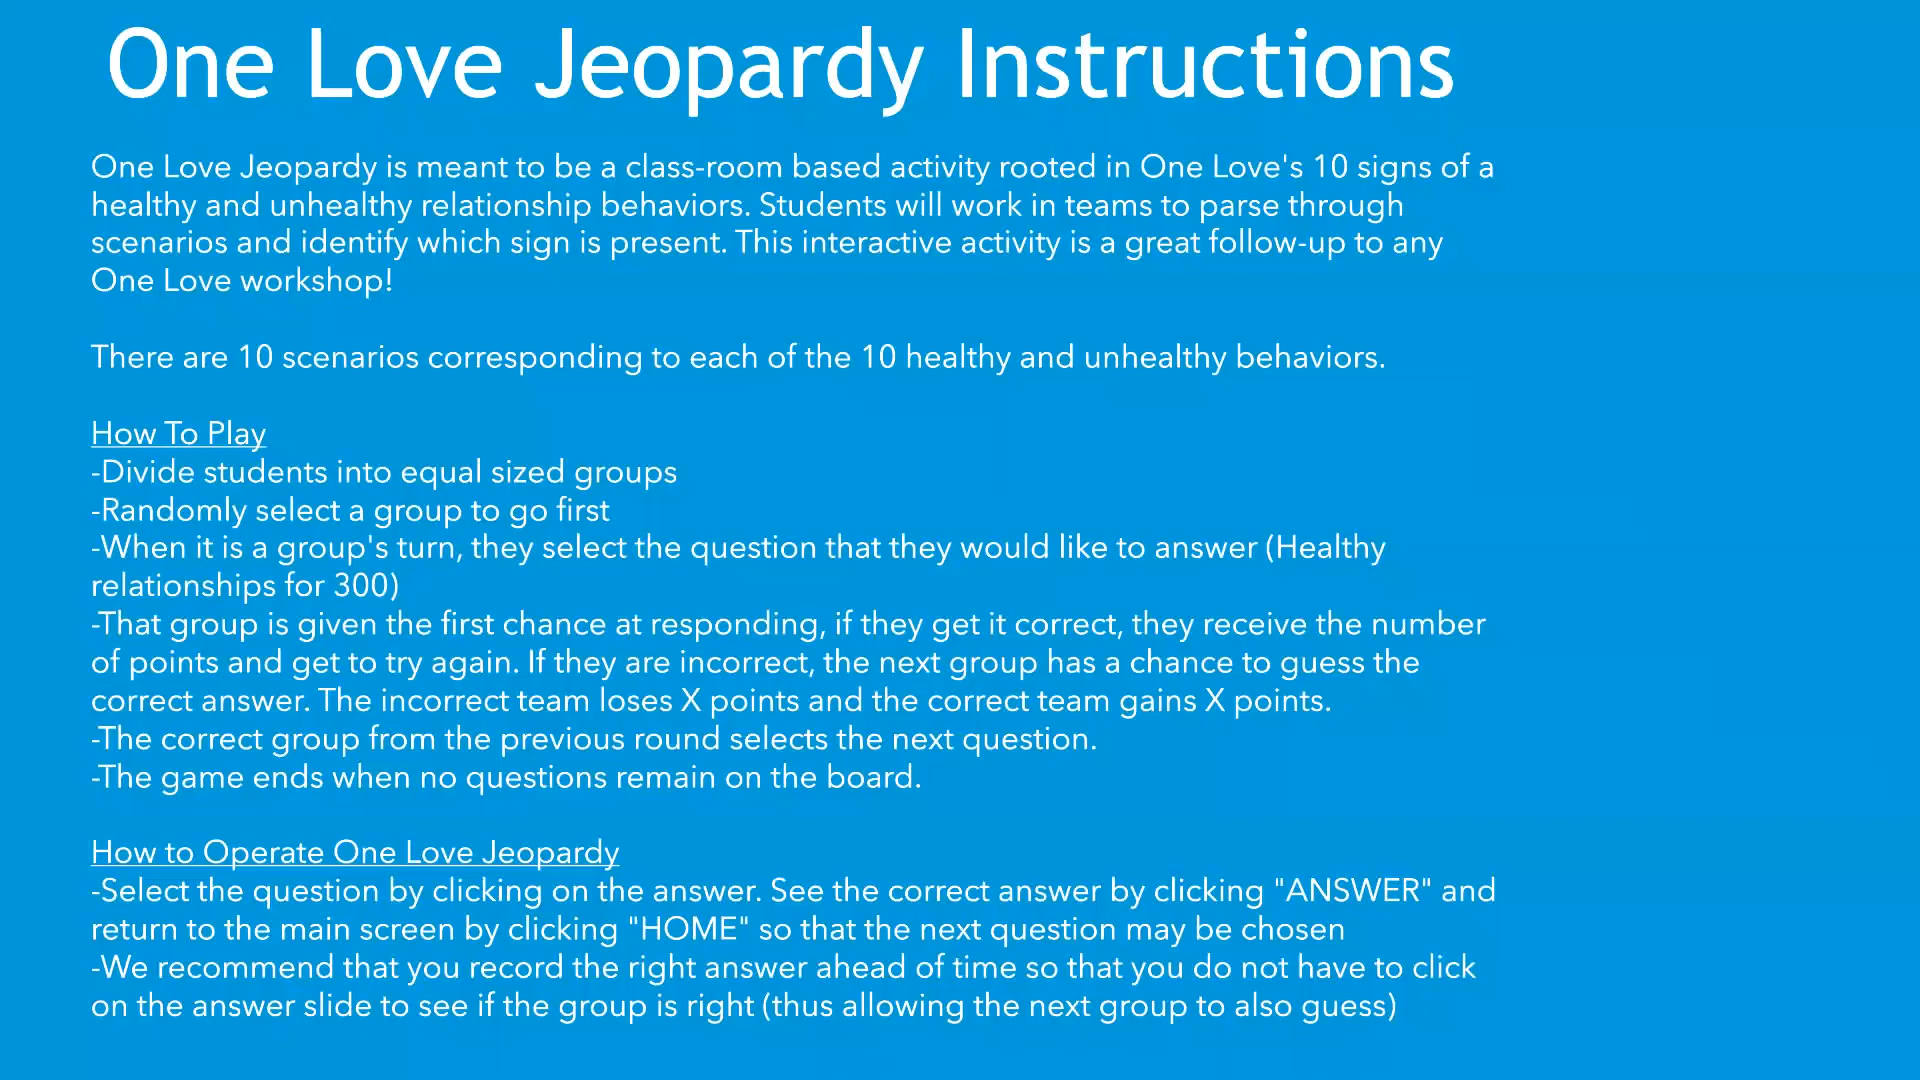 One Love Jeopardy Instructions
One Love Jeopardy is meant to be a class-room based activity rooted in One Love's 10 signs of a
healthy and unhealthy relationship behaviors. Students will work in teams to parse through
scenarios and identify which sign is present. This interactive activity is a great follow-up to any
One Love workshop!
There are 10 scenarios corresponding to each of the 10 healthy and unhealthy behaviors.
How To Play
-Divide students into equal sized groups
-Randomly select a group to go first
-When it is a group's turn, they select the question that they would like to answer (Healthy
relationships for 300)
-That group is given the first chance at responding, if they get it correct, they receive the number
of points and get to try again. If they are incorrect, the next group has a chance to guess the
correct answer. The incorrect team loses X points and the correct team gains X points.
-The correct group from the previous round selects the next question.
-The game ends when no questions remain on the board.
How to Operate One Love Jeopardy
-Select the question by clicking on the answer. See the correct answer by clicking "ANSWER" and
return to the main screen by clicking "HOME" so that the next question may be chosen
-We recommend that you record the right answer ahead of time so that you do not have to click
on the answer slide to see if the group is right (thus allowing the next group to also guess)